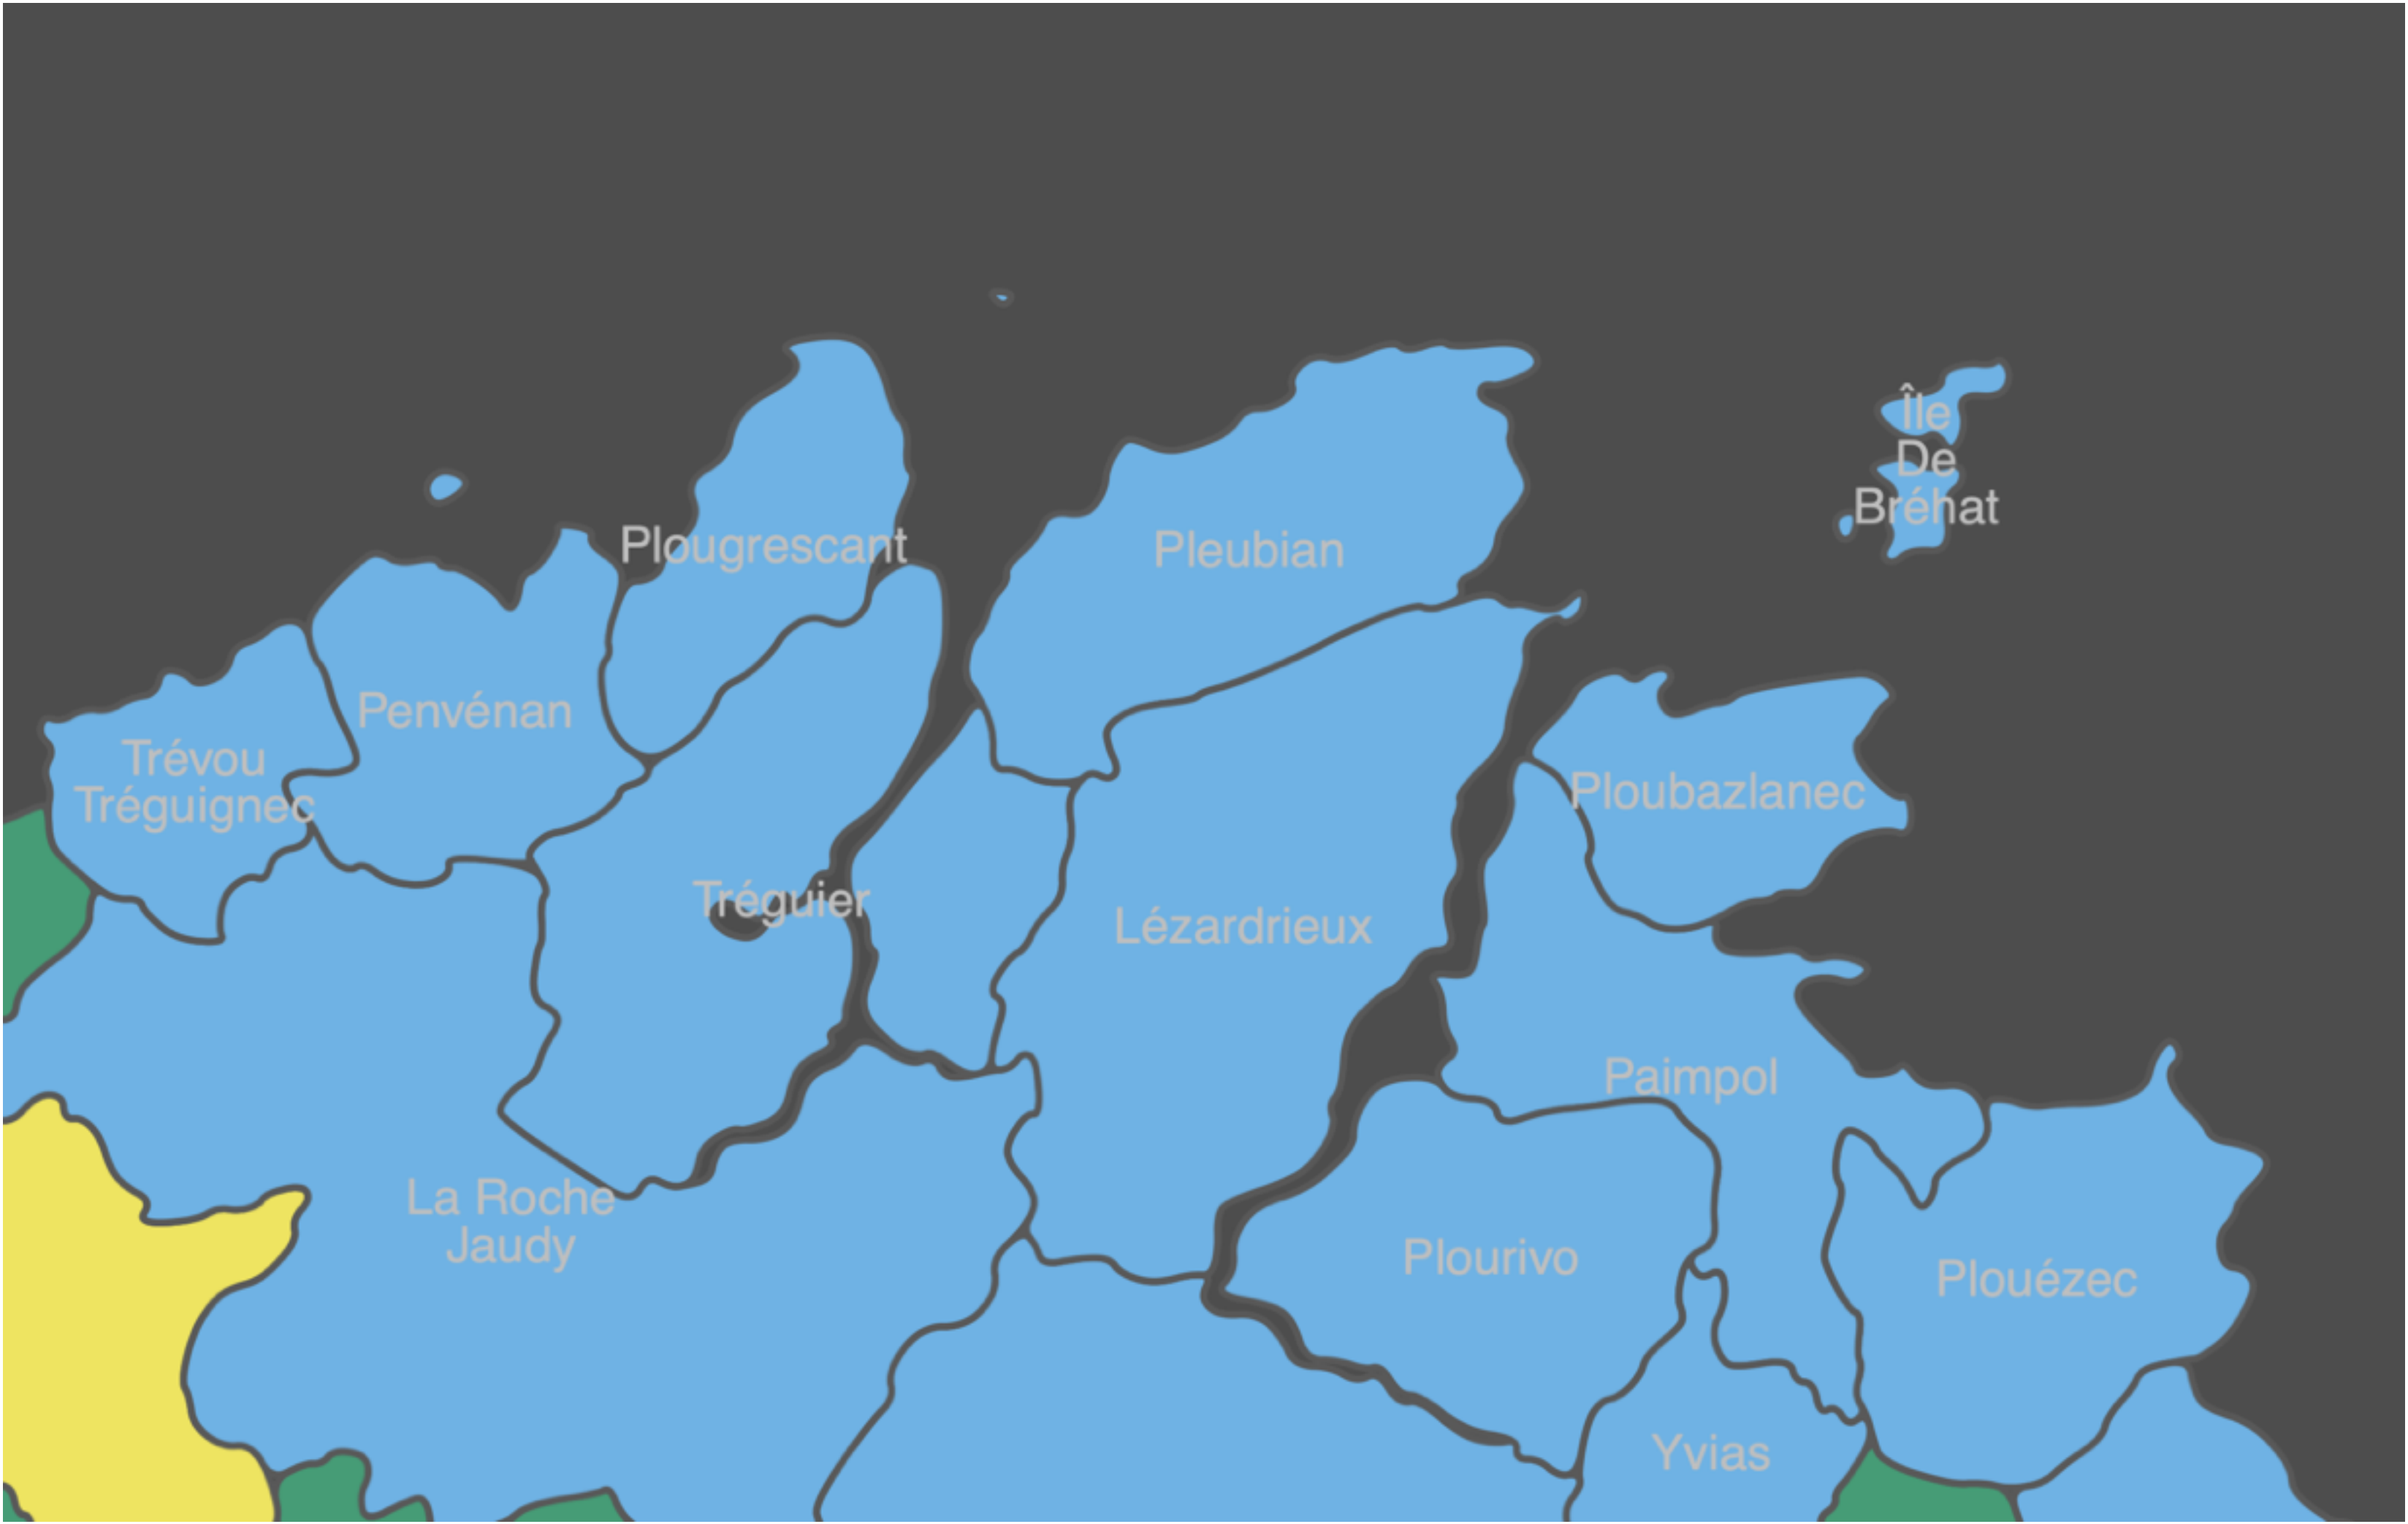 Île
De
Bréhat
Plougrescant
Pleubian
Penvénan
Trévou
Tréguignec
Ploubazlanec
Tréguier
Lézardrieux
Paimpol
La Roche
Jaudy
Plourivo
Plouézec
Yvias